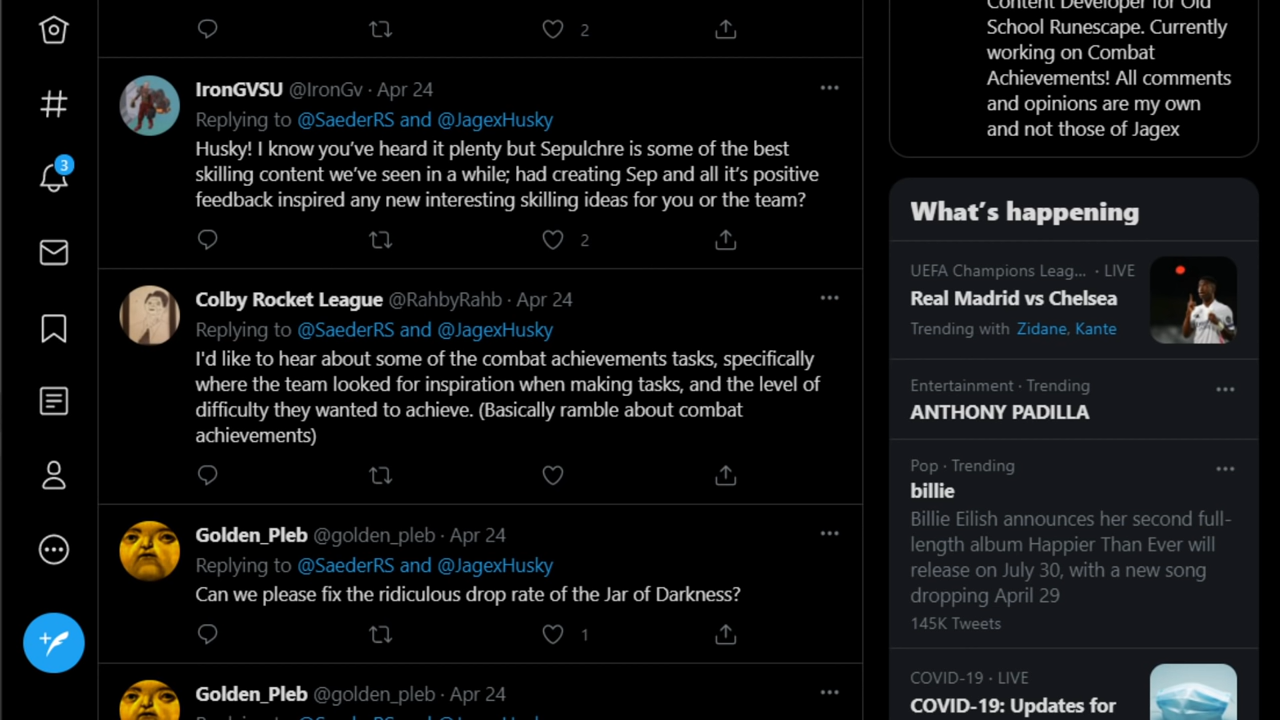 2
IronGVSU @IronGv · Apr 24
Replying to @SaederRS and @JagexHusky
Husky! I know you've heard it plenty but Sepulchre is some of the best
skilling content we've seen in a while; had creating Sep and all it's positive
feedback inspired any new interesting skilling ideas for you or the team?
2
Colby Rocket League @RahbyRahb · Apr 24
Replying to @SaederRS and @JagexHusky
I'd like to hear about some of the combat achievements tasks, specifically
where the team looked for inspiration when making tasks, and the level of
difficulty they wanted to achieve. (Basically ramble about combat
achievements)
Golden_Pleb @golden_pleb · Apr 24
Replying to @SaederRS and @JagexHusky
Can we please fix the ridiculous drop rate of the Jar of Darkness?
1
Golden_Pleb @golden_pleb · Apr 24
Replying to @SaederRS and @JagexHusky
3
Content Developer for Old
School Runescape. Currently
working on Combat
Achievements! All comments
and opinions are my own
and not those of Jagex
What's happening
UEFA Champions Leag... · LIVE
Real Madrid vs Chelsea
Trending with Zidane, Kante
Entertainment · Trending
ANTHONY PADILLA
Pop · Trending
billie
Billie Eilish announces her second full-
length album Happier Than Ever will
release on July 30, with a new song
dropping April 29
145K Tweets
COVID-19 · LIVE
COVID-19: Updates for